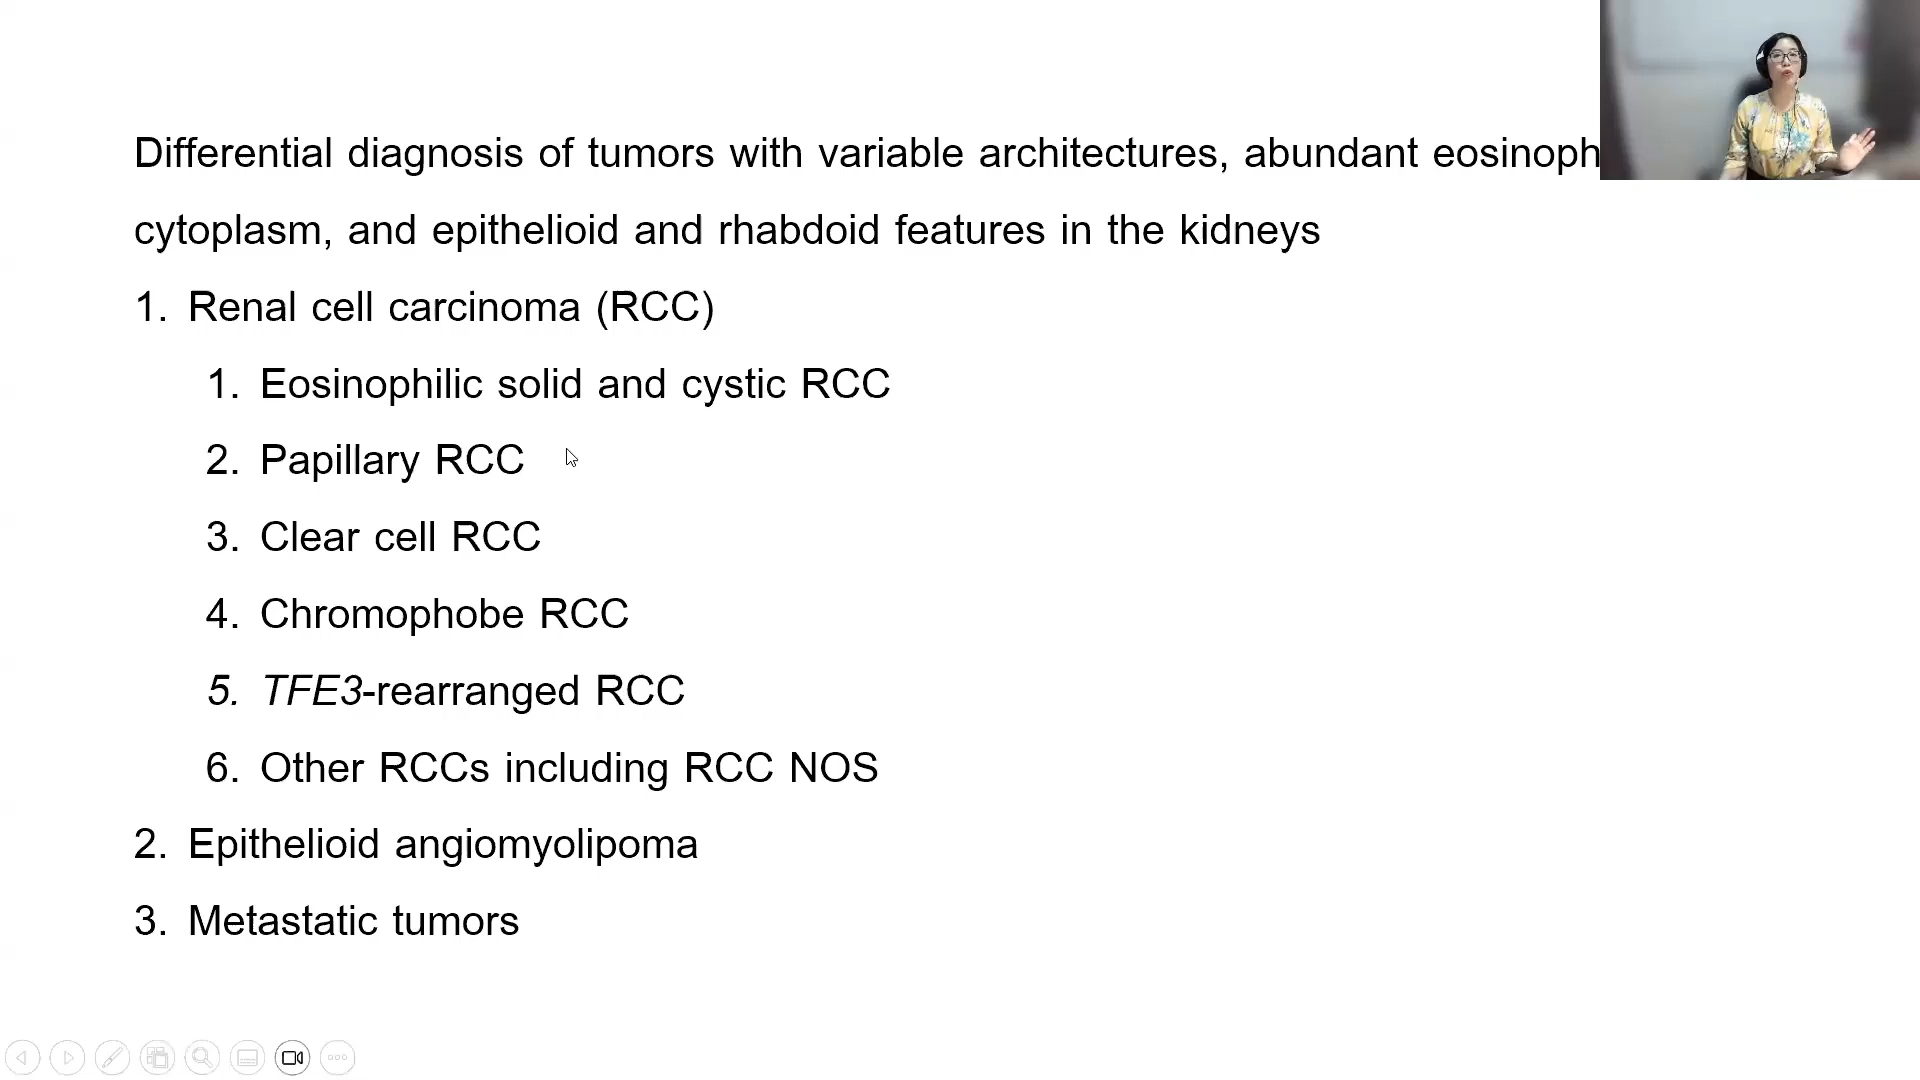 Differential diagnosis of tumors with variable architectures, abundant eosinoph
cytoplasm, and epithelioid and rhabdoid features in the kidneys
1. Renal cell carcinoma (RCC)
1. Eosinophilic solid and cystic RCC
2. Papillary RCC
3. Clear cell RCC
4. Chromophobe RCC
5. TFE3-rearranged RCC
6. Other RCCs including RCC NOS
2. Epithelioid angiomyolipoma
3. Metastatic tumors